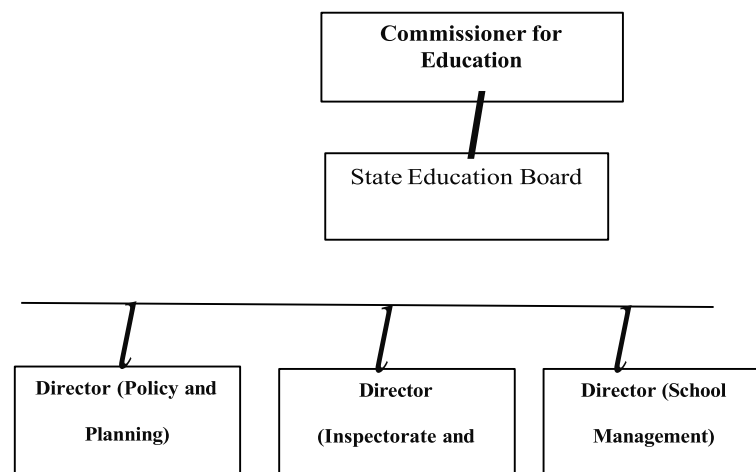 Commissioner for
Education
State Education Board
Director (Policy and
Planning)
Director
(Inspectorate and
Director (School
Management)